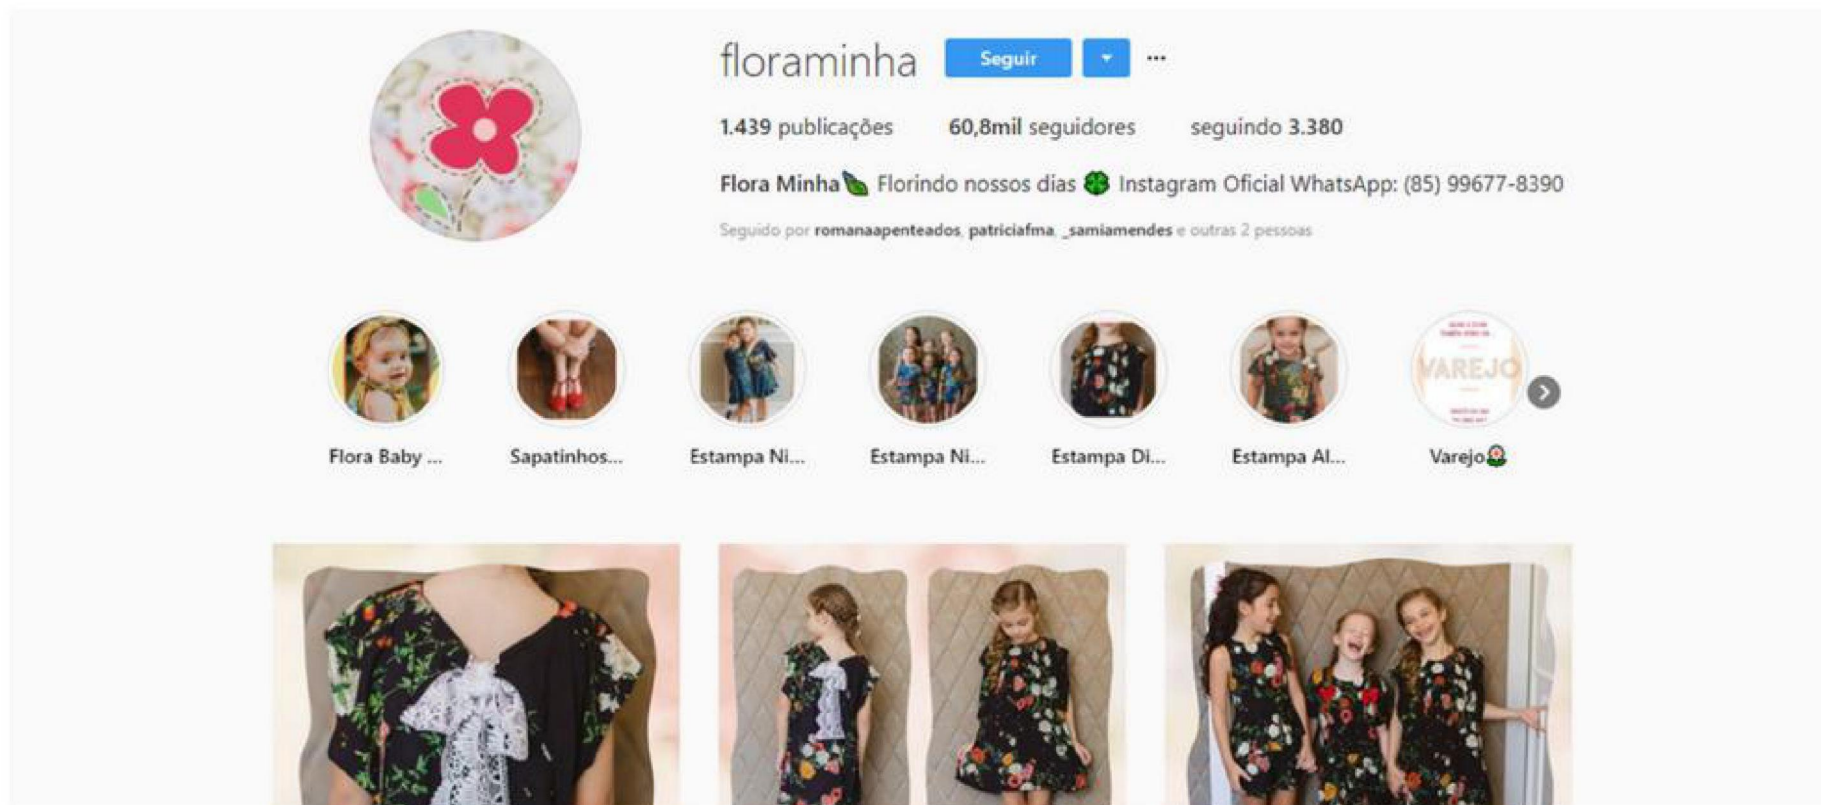 floraminha Seguir ...
1.439 publicações 60,8mil seguidores seguindo 3.380
Flora Minha Florindo nossos dias Instagram Oficial WhatsApp: (85) 99677-8390
Seguido por romanaapenteados, patriciafma, _samiamendes e outras 2 pessoas
VAREJO
Flora Baby ... Sapatinhos... Estampa Ni... Estampa Ni... Estampa Di... Estampa Al... Varejo